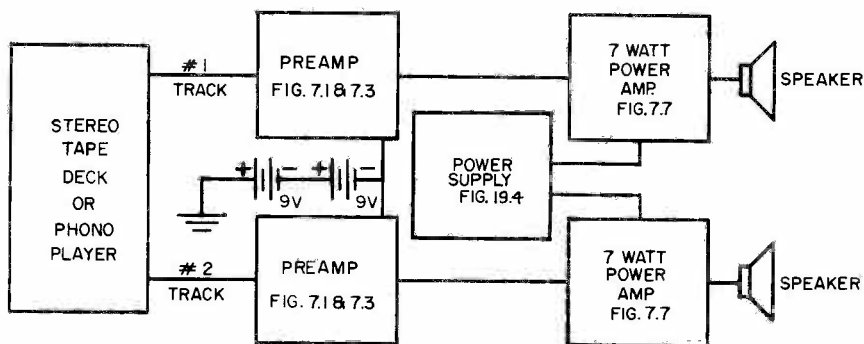 STEREO
TAPE
DECK
OR
PHONO
PLAYER
#1
TRACK
PREAMP
FIG. 7.1 & 7.3
7 WATT
POWER
AMP.
FIG. 7.7
SPEAKER
+ - + -
9V 9V
POWER
SUPPLY
FIG. 19.4
#2
TRACK
PREAMP
FIG. 7.1 & 7.3
7 WATT
POWER
AMP
FIG. 7.7
SPEAKER